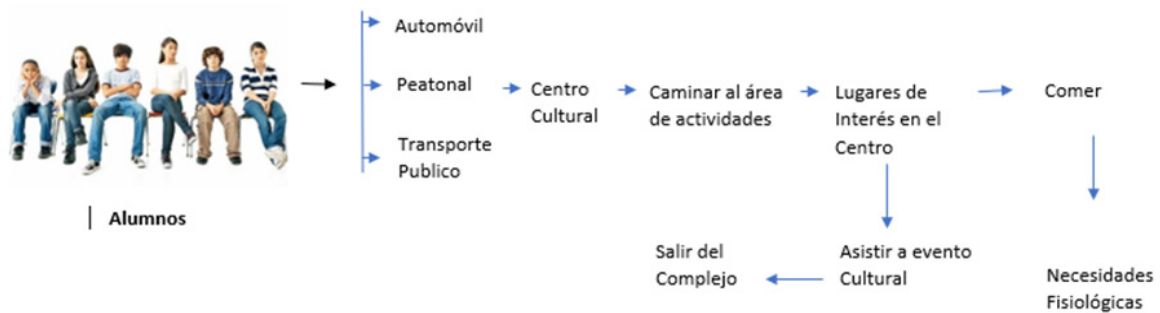 Alumnos
Automóvil
Peatonal
Transporte
Publico
Centro
Cultural
Caminar al área
de actividades
Lugares de
Interés en el
Centro
Comer
Necesidades
Fisiológicas
Asistir a evento
Cultural
Salir del
Complejo